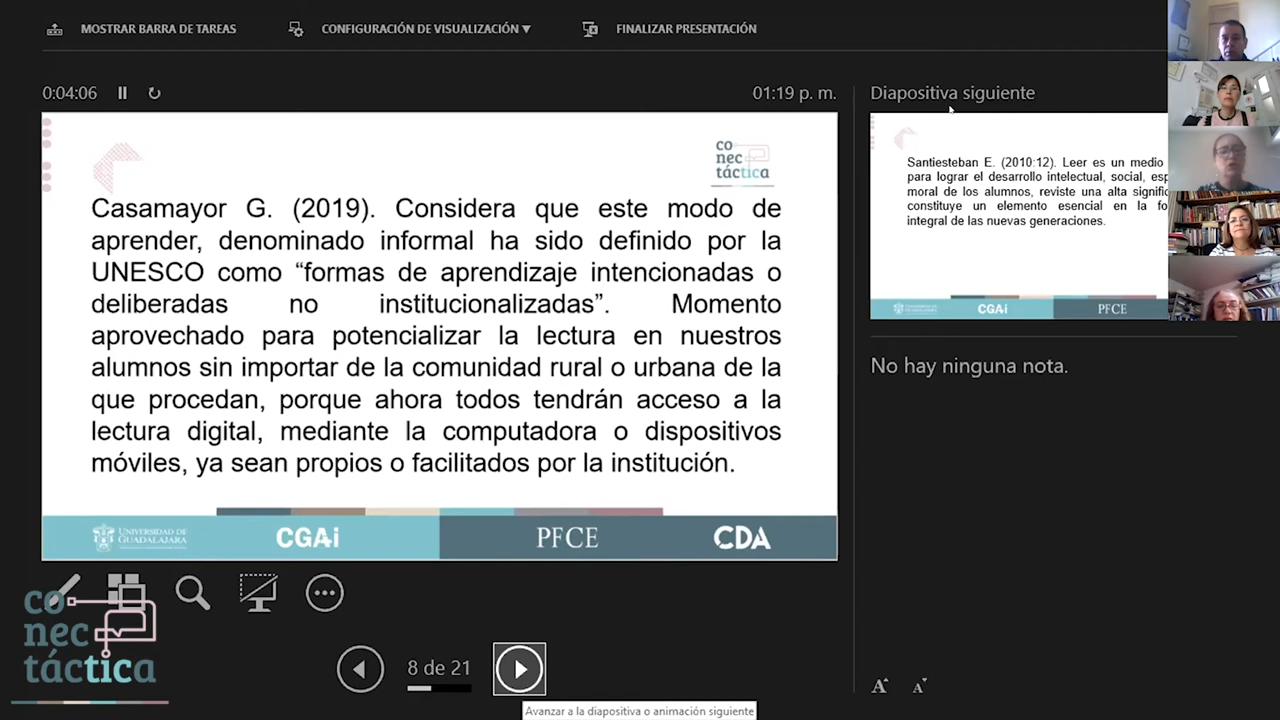 MOSTRAR BARRA DE TAREAS
CONFIGURACIÓN DE VISUALIZACIÓN ▼
FINALIZAR PRESENTACIÓN
0:04:06
01:19 p. m.
Diapositiva siguiente
co
nec
táctica
Casamayor G. (2019). Considera que este modo de
aprender, denominado informal ha sido definido por la
UNESCO como “formas de aprendizaje intencionadas o
deliberadas no institucionalizadas”. Momento
aprovechado para potencializar la lectura en nuestros
alumnos sin importar de la comunidad rural o urbana de la
que procedan, porque ahora todos tendrán acceso a la
lectura digital, mediante la computadora o dispositivos
móviles, ya sean propios o facilitados por la institución.
UNIVERSIDAD DE
GUADALAJARA
CGAi
PFCE
CDA
Santiesteban E. (2010:12). Leer es un medio
para lograr el desarrollo intelectual, social, esp
moral de los alumnos, reviste una alta signific
constituye un elemento esencial en la fo
integral de las nuevas generaciones.
CGAi
PFCE
No hay ninguna nota.
co
nec
táctica
8 de 21
A A
Avanzar a la diapositiva o animación siguiente